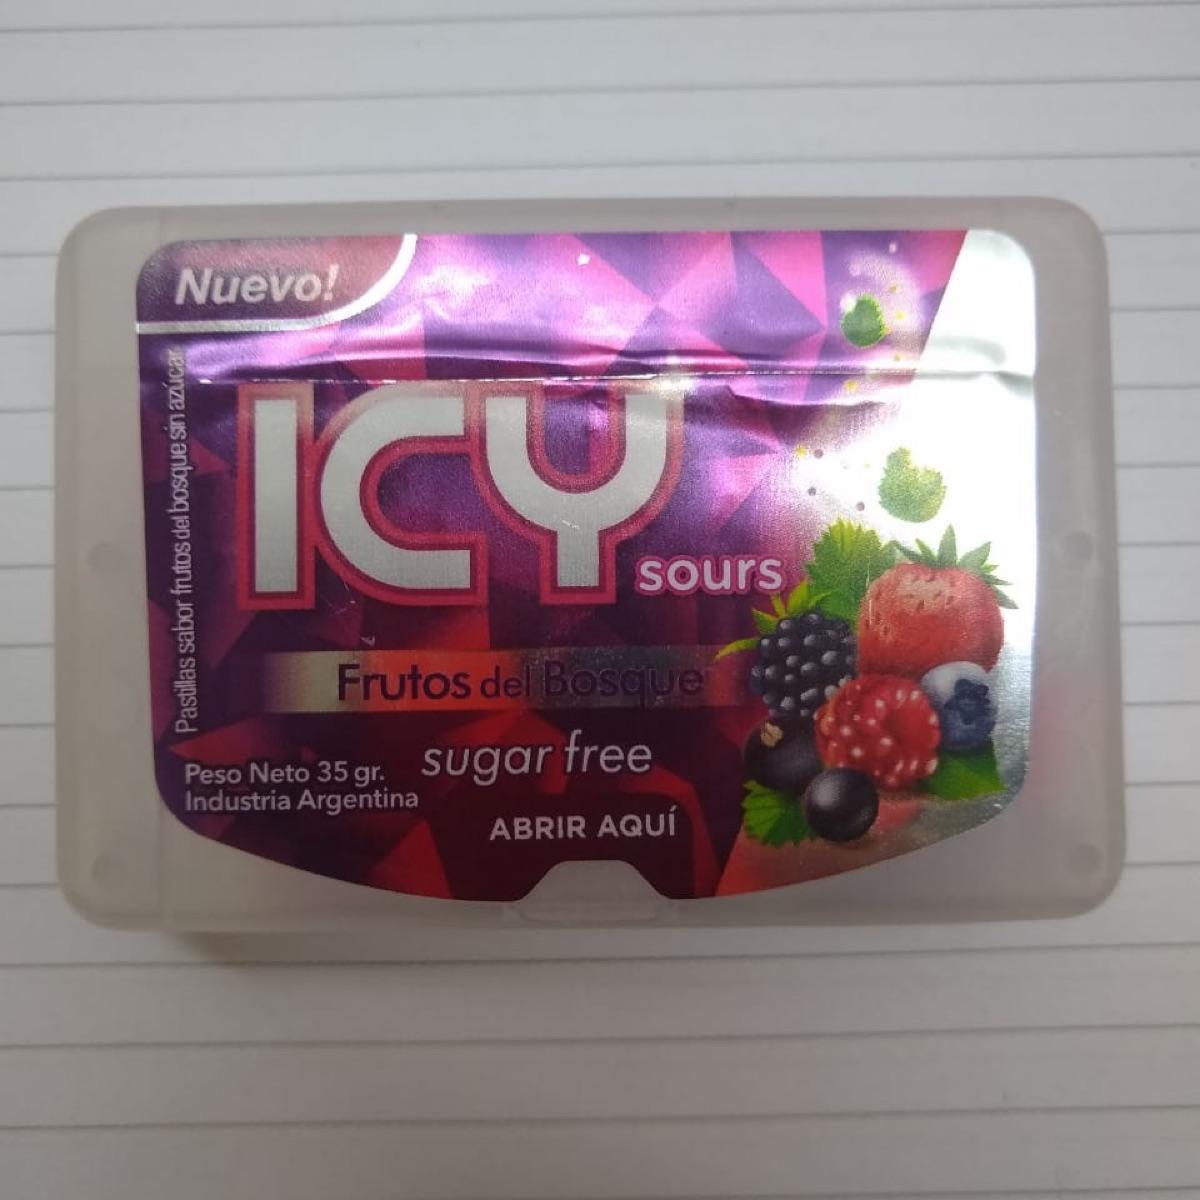 Nuevo!
Pastillas sabor frutos del bosque sin azúcar
ICY
sours
Frutos del Bosque
sugar free
Peso Neto 35 gr.
Industria Argentina
ABRIR AQUÍ